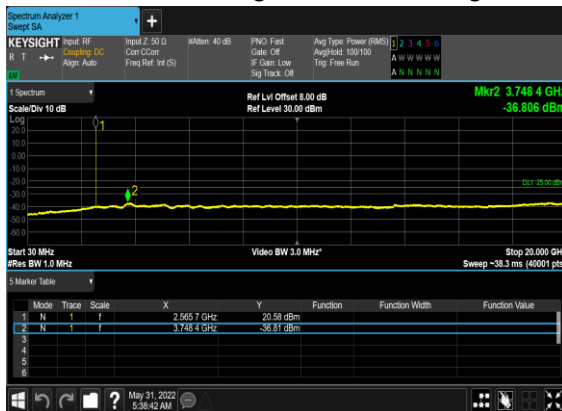 Spectrum Analyzer 1
Swept SA
+
KEYSIGHT
R T
Input: RF
Coupling: DC
Align: Auto
Input Z: 50 Ω
Corr CCorr
Freq Ref: Int (S)
#Atten: 40 dB
PNO: Fast
Gate: Off
IF Gain: Low
Sig Track: Off
Avg Type: Power (RMS)
Avg|Hold: 100/100
Trig: Free Run
1 2 3 4 5 6
A W W W W W
A N N N N N
1 Spectrum
Scale/Div 10 dB
Ref Lvl Offset 8.00 dB
Ref Level 30.00 dBm
Mkr2 3.748 4 GHz
-36.806 dBm
Log
20.0
10.0
0.00
-10.0
-20.0
-30.0
-40.0
-50.0
-60.0
1
2
DL1 -25.00 dBm
Start 30 MHz
#Res BW 1.0 MHz
Video BW 3.0 MHz*
Stop 20.000 GHz
Sweep ~38.3 ms (40001 pts)
5 Marker Table
Mode Trace Scale X Y Function Function Width Function Value
1 N 1 f 2.565 7 GHz 20.58 dBm
2 N 1 f 3.748 4 GHz -36.81 dBm
3
4
5
6
?
May 31, 2022
5:38:42 AM